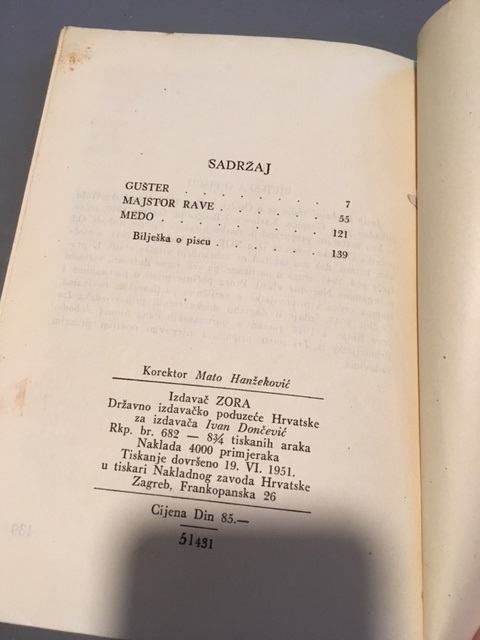 SADRŽAJ
GUSTER . . . . . . . . 7
MAJSTOR RAVE . . . . . . 55
MEDO . . . . . . . . . 121
Bilješka o piscu . . . . . . 139
Korektor Mato Hanžeković
Izdavač ZORA
Državno izdavačko poduzeće Hrvatske
za izdavača Ivan Dončević
Rkp. br. 682 — 8¾ tiskanih araka
Naklada 4000 primjeraka
Tiskanje dovršeno 19. VI. 1951.
u tiskari Nakladnog zavoda Hrvatske
Zagreb, Frankopanska 26
Cijena Din 85.—
51431